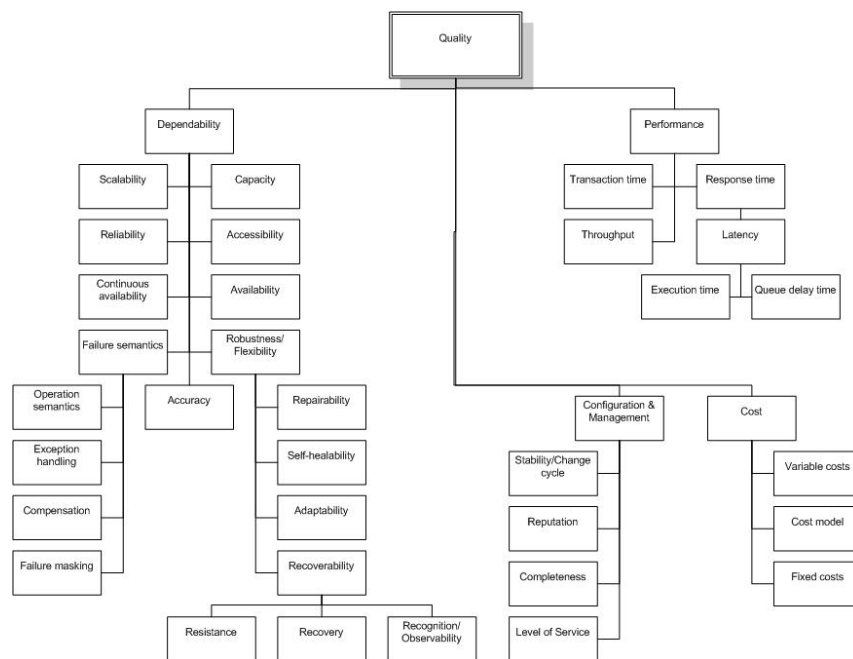 Quality
Dependability
Performance
Scalability
Capacity
Transaction time
Response time
Reliability
Accessibility
Throughput
Latency
Continuous
availability
Availability
Execution time
Queue delay time
Failure semantics
Robustness/
Flexibility
Operation
semantics
Accuracy
Repairability
Configuration &
Management
Cost
Exception
handling
Self-healability
Stability/Change
cycle
Variable costs
Compensation
Adaptability
Reputation
Cost model
Failure masking
Recoverability
Completeness
Fixed costs
Resistance
Recovery
Recognition/
Observability
Level of Service